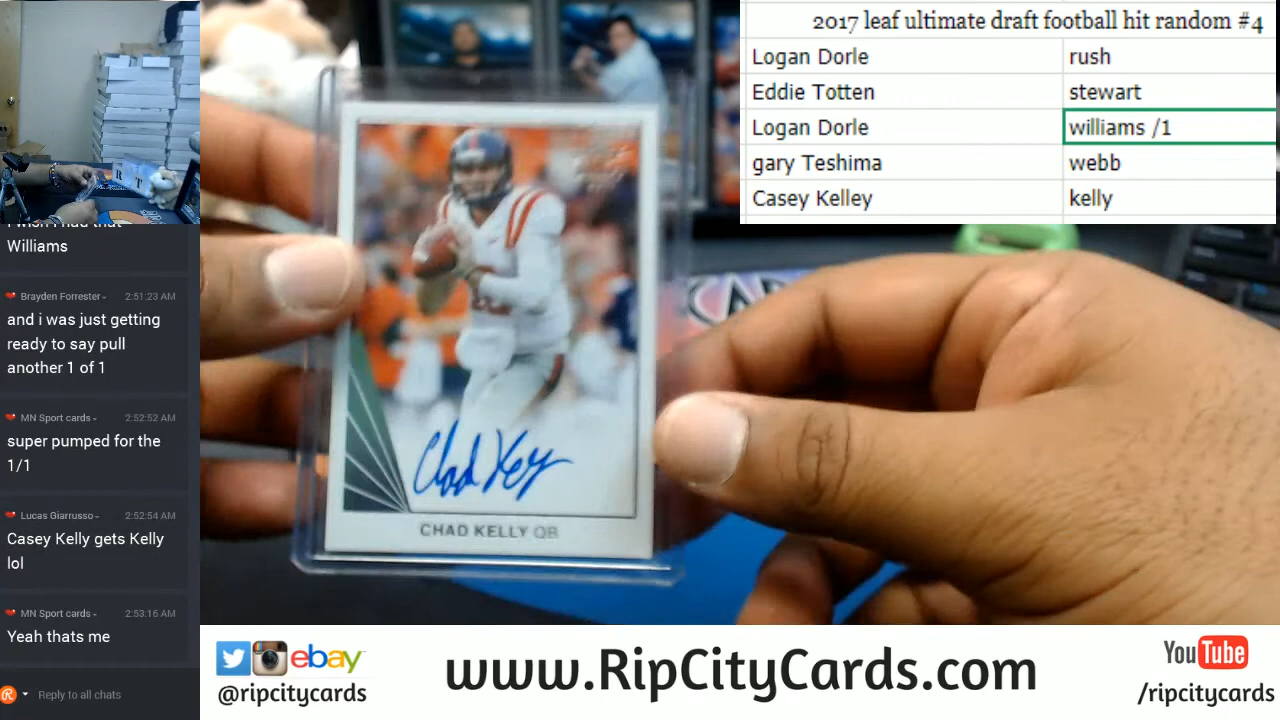 2017 leaf ultimate draft football hit random #4
Logan Dorle rush
Eddie Totten stewart
Logan Dorle williams /1
gary Teshima webb
Casey Kelley kelly
I wish I had that
Williams
Brayden Forrester 2:51:23 AM
and i was just getting
ready to say pull
another 1 of 1
MN Sport cards 2:52:52 AM
super pumped for the
1/1
Lucas Giarrusso 2:52:54 AM
Casey Kelly gets Kelly
lol
MN Sport cards 2:53:16 AM
Yeah thats me
Reply to all chats
Chad Kelly
CHAD KELLY QB
ebay
@ripcitycards
www.RipCityCards.com
YouTube
/ripcitycards